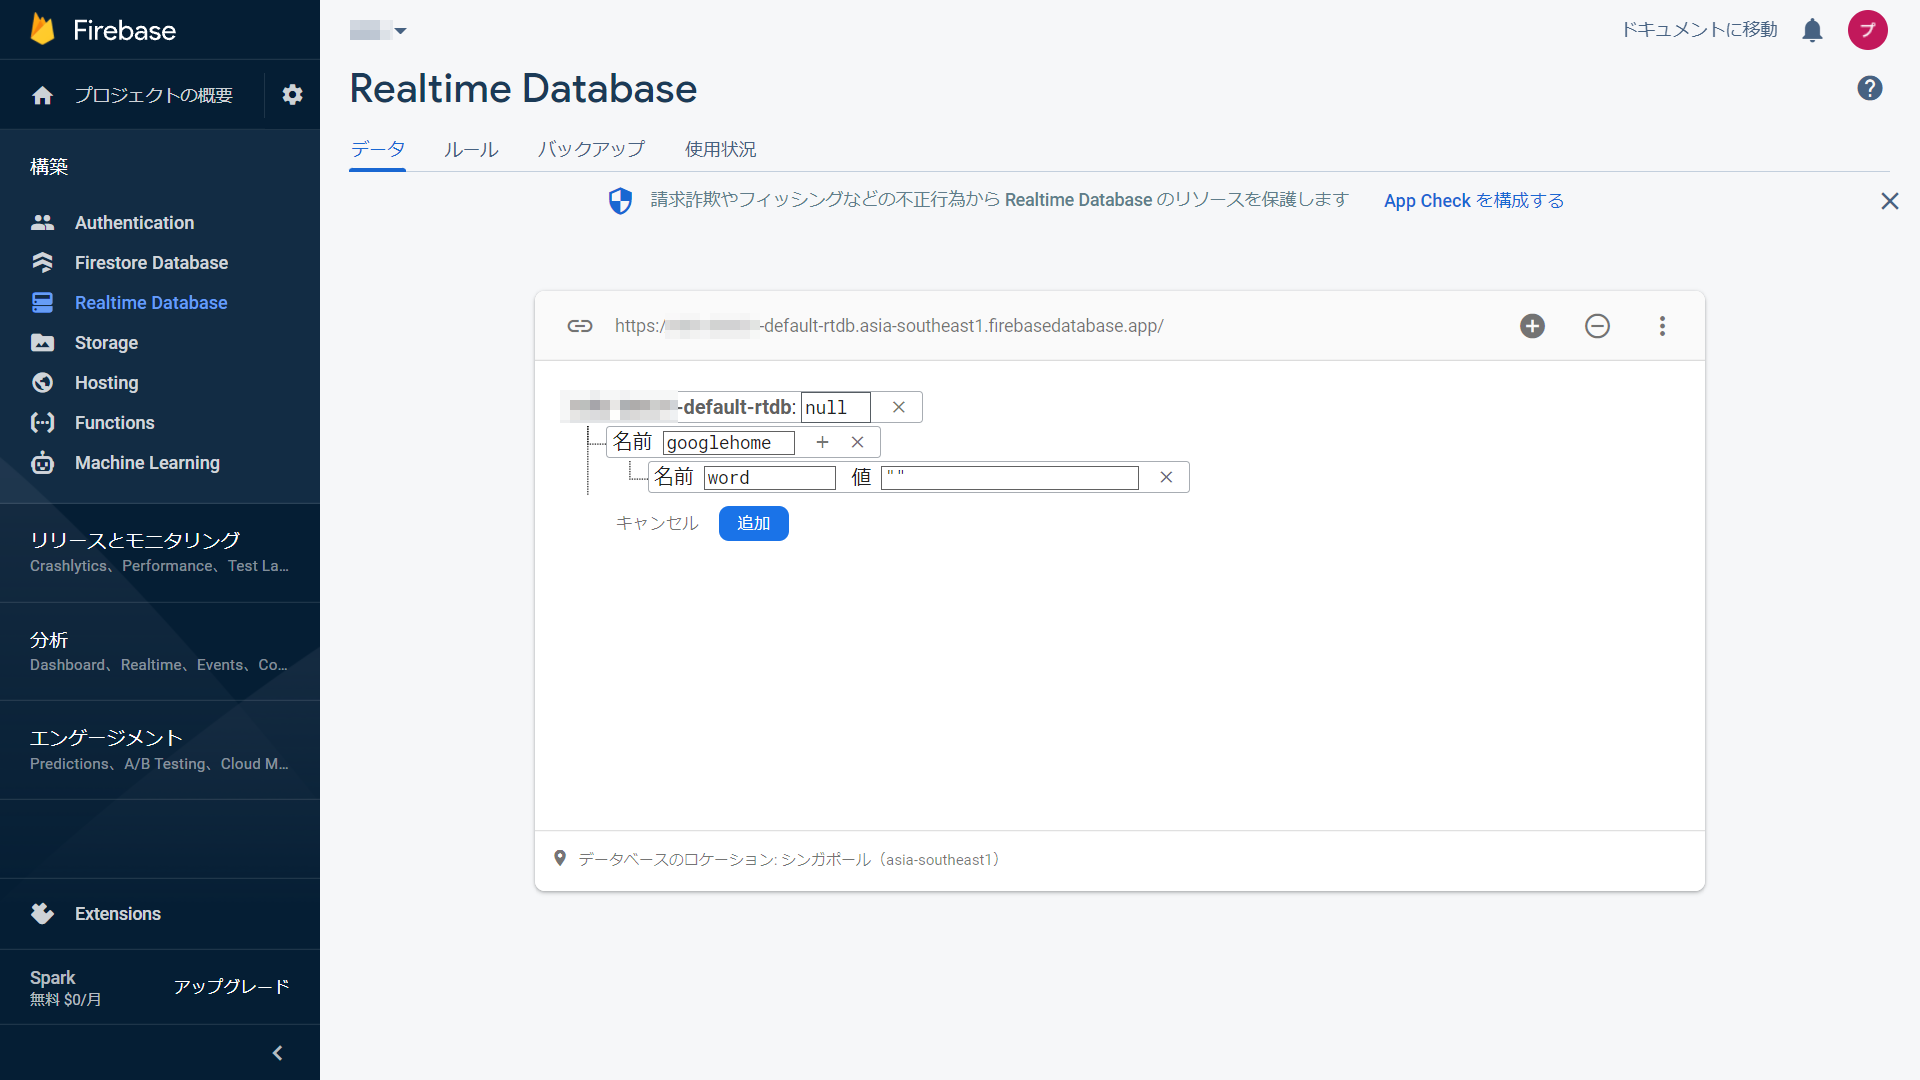 Firebase
プロジェクトの概要
構築
Authentication
Firestore Database
Realtime Database
Storage
Hosting
Functions
Machine Learning
リリースとモニタリング
Crashlytics、Performance、Test La...
分析
Dashboard、Realtime、Events、Co...
エンゲージメント
Predictions、A/B Testing、Cloud M...
Extensions
Spark
無料 $0/月
アップグレード
ドキュメントに移動
プ
Realtime Database
データ
ルール
バックアップ
使用状況
請求詐欺やフィッシングなどの不正行為から Realtime Database のリソースを保護します
App Check を構成する
https:/ -default-rtdb.asia-southeast1.firebasedatabase.app/
-default-rtdb: null
名前 googlehome
名前 word 値 ""
キャンセル
追加
データベースのロケーション: シンガポール（asia-southeast1）